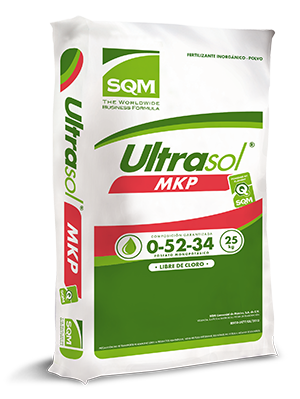 FERTILIZANTE INORGÁNICO - POLVO
SQM
THE WORLDWIDE
BUSINESS FORMULA
Ultrasol®
MKP
Q
SQM
COMPOSICIÓN GARANTIZADA
0-52-34
FOSFATO MONOPOTÁSICO
25
kg
• LIBRE DE CLORO •
SQM
Ultrasol
MKP
Q